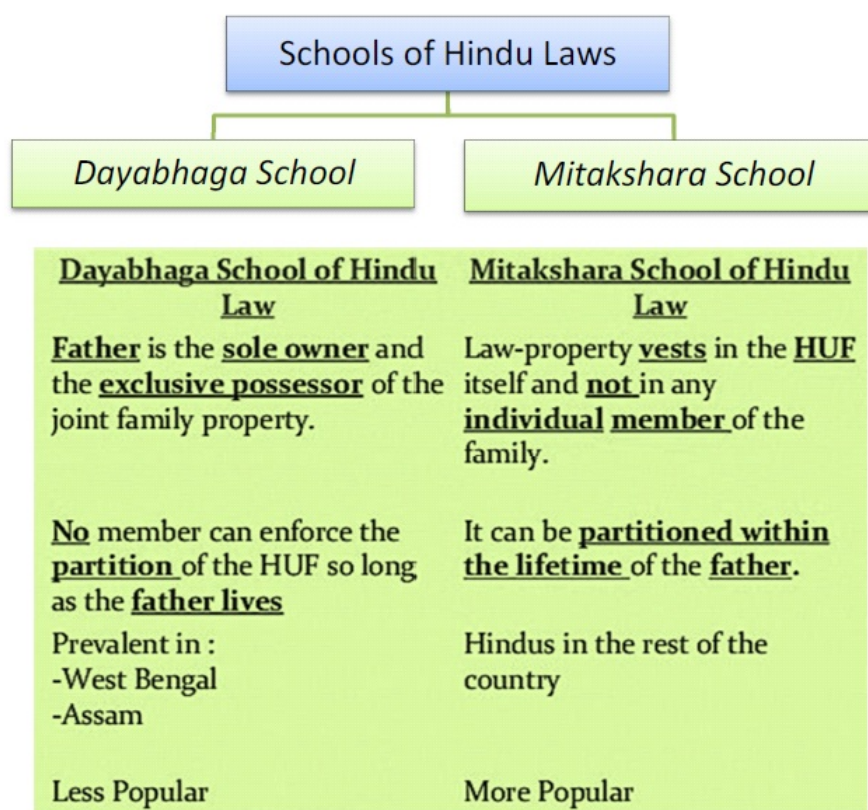 Schools of Hindu Laws
Dayabhaga School
Mitakshara School
Dayabhaga School of Hindu
Law
Father is the sole owner and
the exclusive possessor of the
joint family property.
No member can enforce the
partition of the HUF so long
as the father lives
Prevalent in :
-West Bengal
-Assam
Less Popular
Mitakshara School of Hindu
Law
Law-property vests in the HUF
itself and not in any
individual member of the
family.
It can be partitioned within
the lifetime of the father.
Hindus in the rest of the
country
More Popular